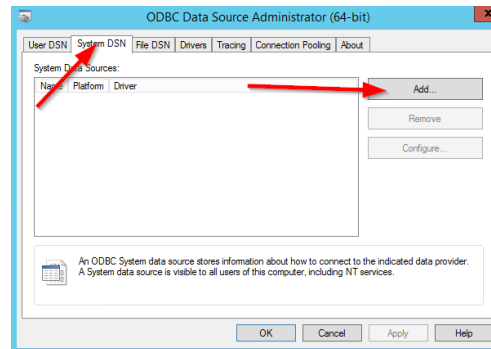 ODBC Data Source Administrator (64-bit)
User DSN System DSN File DSN Drivers Tracing Connection Pooling About
System Data Sources:
Name Platform Driver
Add...
Remove
Configure...
An ODBC System data source stores information about how to connect to the indicated data provider.
A System data source is visible to all users of this computer, including NT services.
OK Cancel Apply Help